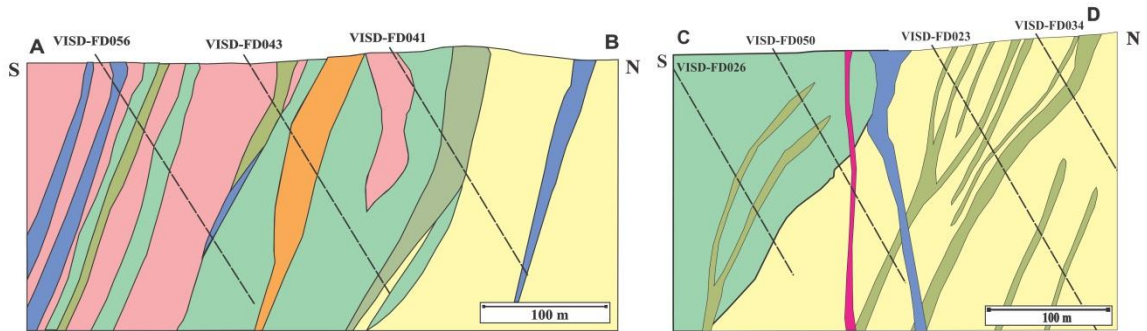 A
VISD-FD056
VISD-FD043
VISD-FD041
B
S
N
100 m
C
VISD-FD050
VISD-FD023
VISD-FD034
D
S
N
VISD-FD026
100 m